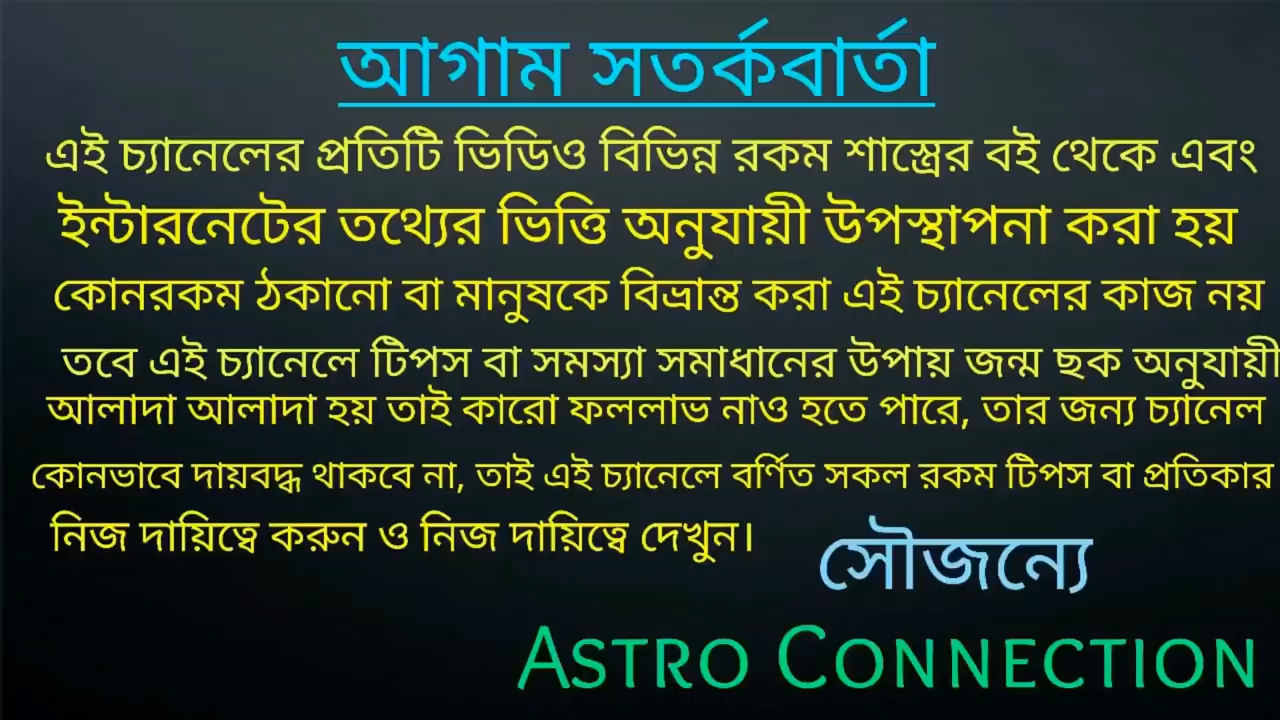 আগাম সতর্কবার্তা
এই চ্যানেলের প্রতিটি ভিডিও বিভিন্ন রকম শাস্ত্রের বই থেকে এবং
ইন্টারনেটের তথ্যের ভিত্তি অনুযায়ী উপস্থাপনা করা হয়
কোনরকম ঠকানো বা মানুষকে বিভ্রান্ত করা এই চ্যানেলের কাজ নয়
তবে এই চ্যানেলে টিপস বা সমস্যা সমাধানের উপায় জন্ম ছক অনুযায়ী
আলাদা আলাদা হয় তাই কারো ফললাভ নাও হতে পারে, তার জন্য চ্যানেল
কোনভাবে দায়বদ্ধ থাকবে না, তাই এই চ্যানেলে বর্ণিত সকল রকম টিপস বা প্রতিকার
নিজ দায়িত্বে করুন ও নিজ দায়িত্বে দেখুন।
সৌজন্যে
ASTRO CONNECTION